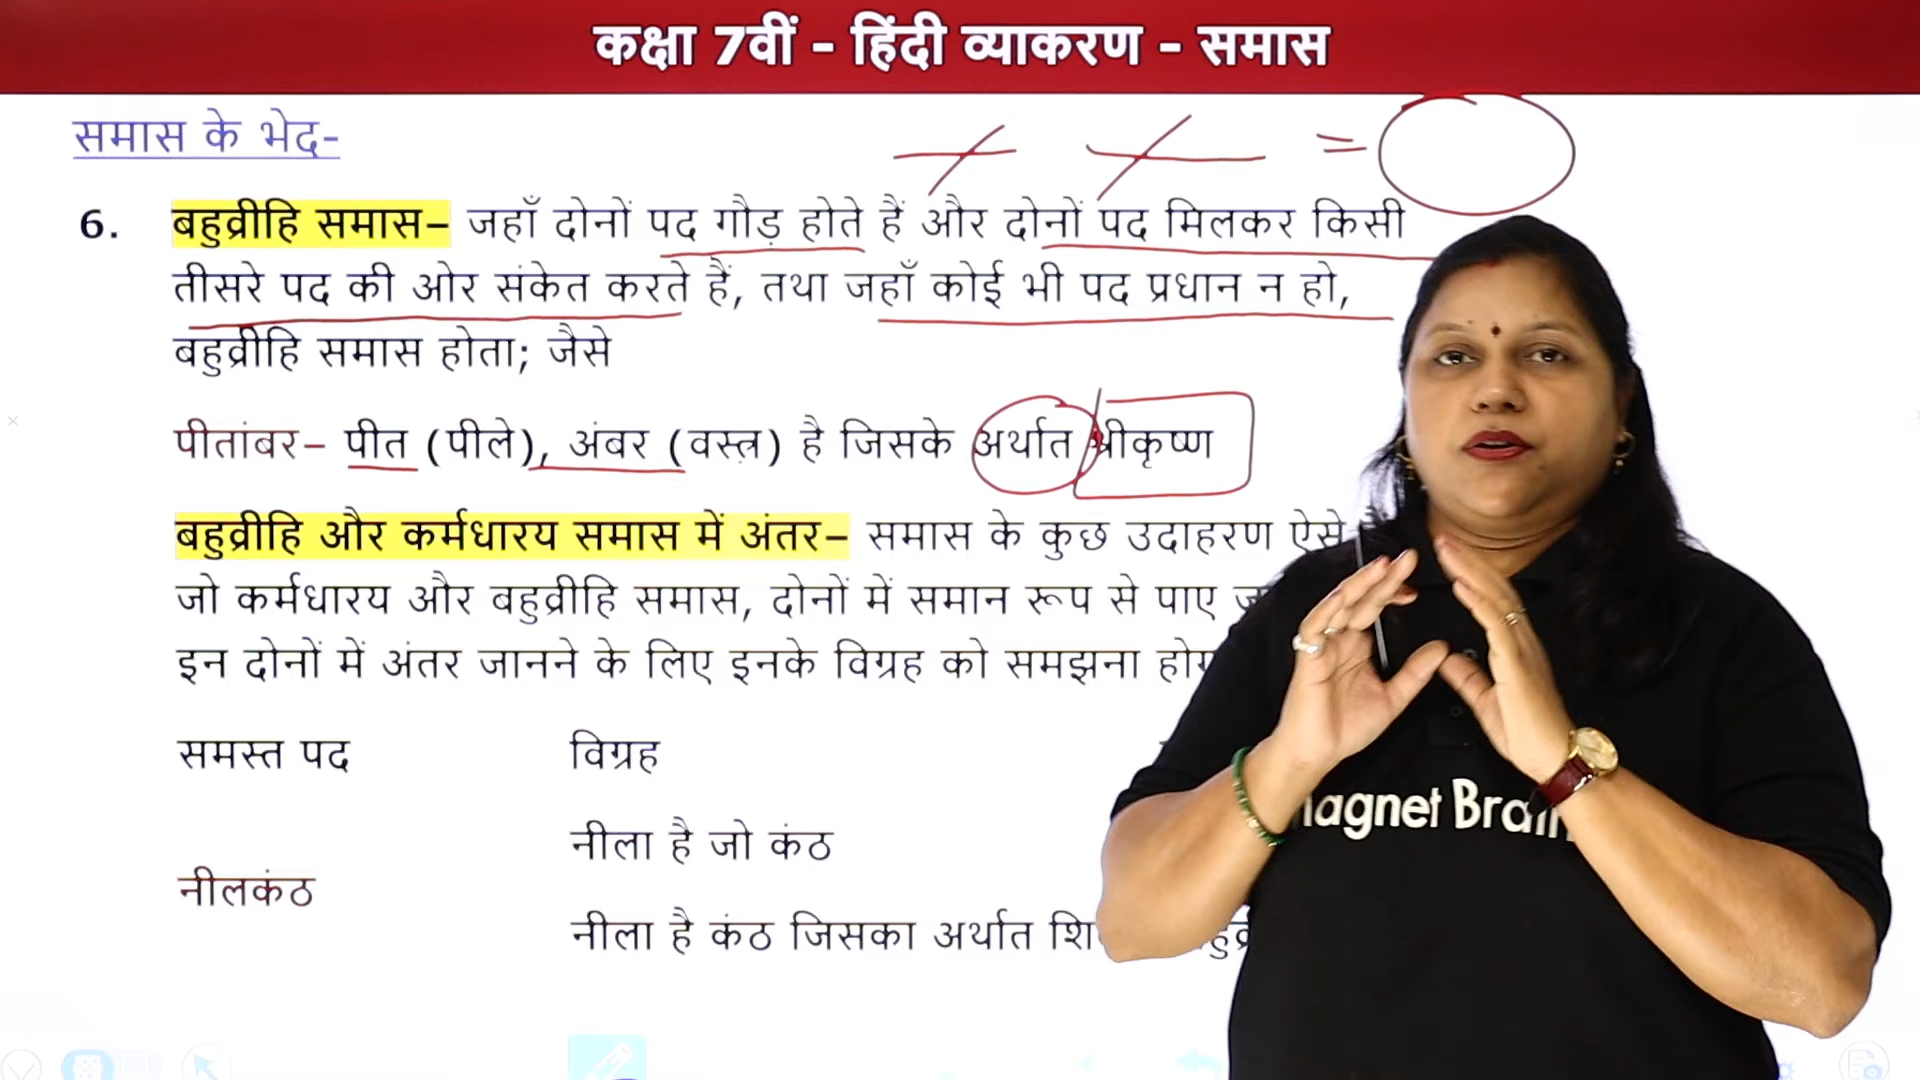 कक्षा 7वीं - हिंदी व्याकरण - समास
समास के भेद-
=
6. बहुव्रीहि समास– जहाँ दोनों पद गौड़ होते हैं और दोनों पद मिलकर किसी
तीसरे पद की ओर संकेत करते हैं, तथा जहाँ कोई भी पद प्रधान न हो,
बहुव्रीहि समास होता; जैसे
पीतांबर– पीत (पीले), अंबर (वस्त्र) है जिसके अर्थात श्रीकृष्ण
बहुव्रीहि और कर्मधारय समास में अंतर– समास के कुछ उदाहरण ऐसे
जो कर्मधारय और बहुव्रीहि समास, दोनों में समान रूप से पाए
इन दोनों में अंतर जानने के लिए इनके विग्रह को समझना
समस्त पद विग्रह
नीला है जो कंठ
नीलकंठ
नीला है कंठ जिसका अर्थात
agnet Brain